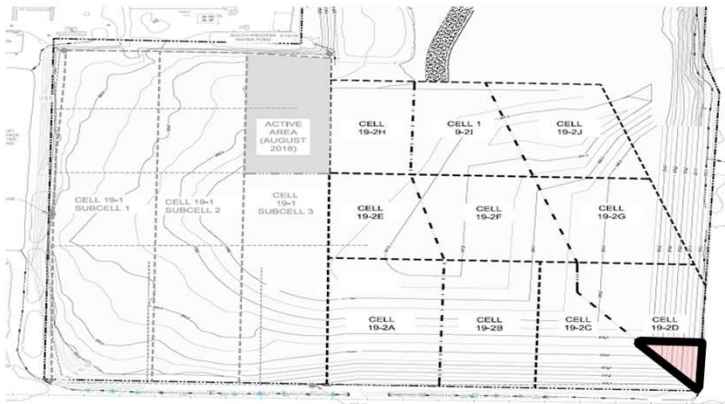 SOUTH PROCESS
WATER POND
ACTIVE
AREA
(AUGUST
2018)
CELL
19-2H
CELL 1
9-2I
CELL
19-2J
CELL 19-1
SUBCELL 1
CELL 19-1
SUBCELL 2
CELL
19-1
SUBCELL 3
CELL
19-2E
CELL
19-2F
CELL
19-2G
CELL
19-2A
CELL
19-2B
CELL
19-2C
CELL
19-2D